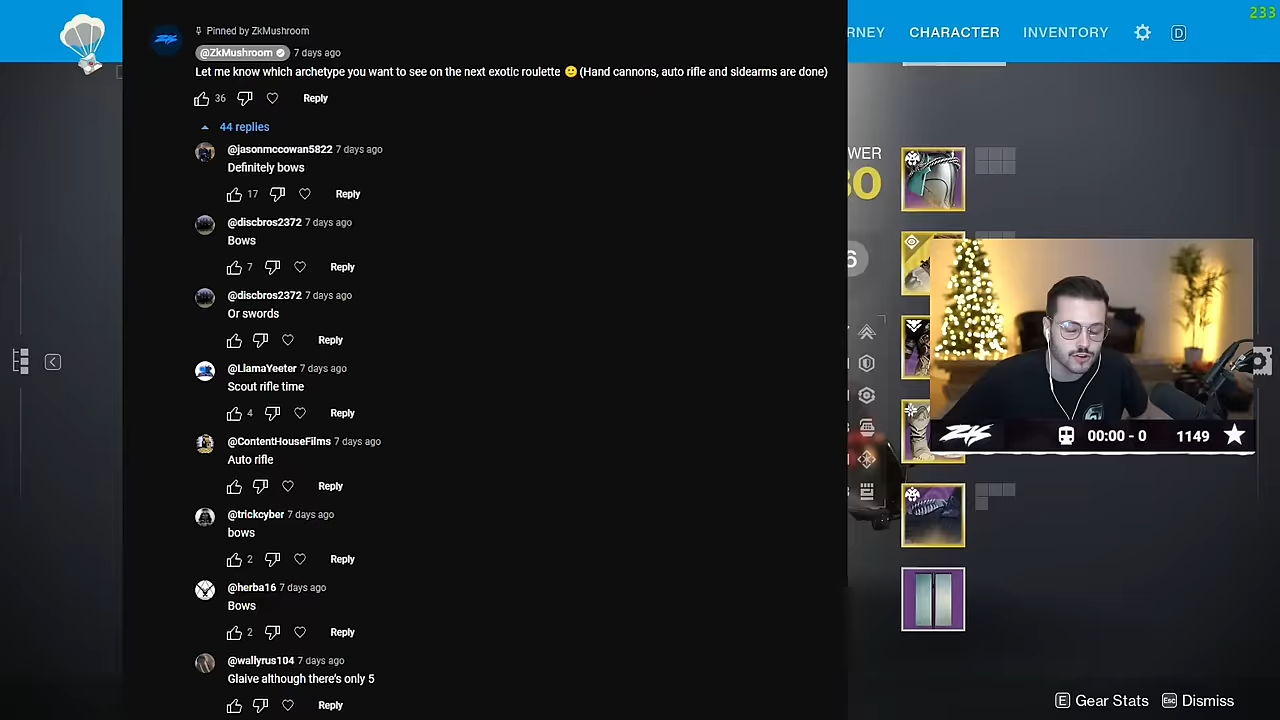 Pinned by ZkMushroom
@ZkMushroom 7 days ago
Let me know which archetype you want to see on the next exotic roulette 🙂 (Hand cannons, auto rifle and sidearms are done)
36 Reply
44 replies
@jasonmccowan5822 7 days ago
Definitely bows
17 Reply
@discbros2372 7 days ago
Bows
7 Reply
@discbros2372 7 days ago
Or swords
Reply
@LlamaYeeter 7 days ago
Scout rifle time
4 Reply
@ContentHouseFilms 7 days ago
Auto rifle
Reply
@trickcyber 7 days ago
bows
2 Reply
@herba16 7 days ago
Bows
2 Reply
@wallyrus104 7 days ago
Glaive although there's only 5
Reply
233
RNEY CHARACTER INVENTORY D
WER
30
6
ZK 00:00 - 0 1149
E Gear Stats Esc Dismiss